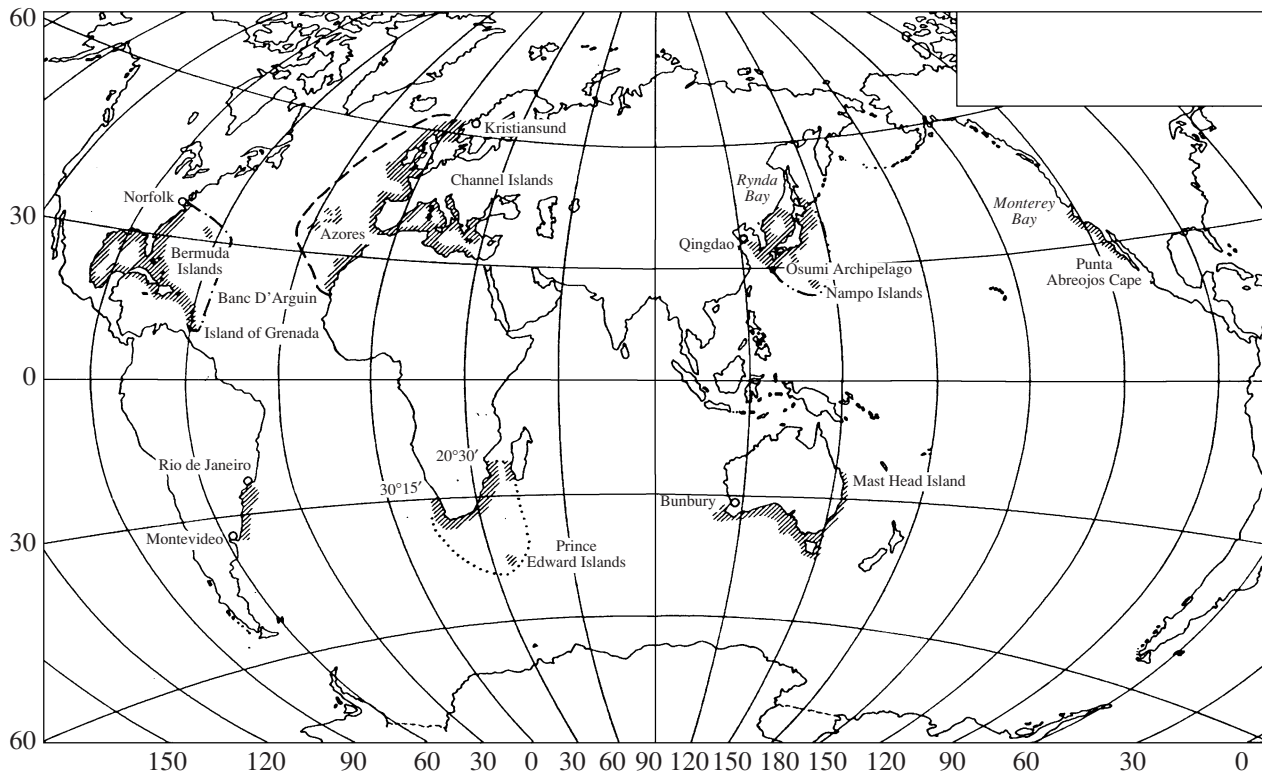 60
Kristiansund
Channel Islands
Norfolk
Rynda
Bay
Monterey
Bay
30
Azores
Qingdao
Bermuda
Islands
Osumi Archipelago
Punta
Abreojos Cape
Banc D'Arguin
Nampo Islands
Island of Grenada
0
20°30′
Rio de Janeiro
30°15′
Mast Head Island
Bunbury
30
Montevideo
Prince
Edward Islands
60
150 120 90 60 30 0 30 60 90 120 150 180 150 120 90 60 30 0